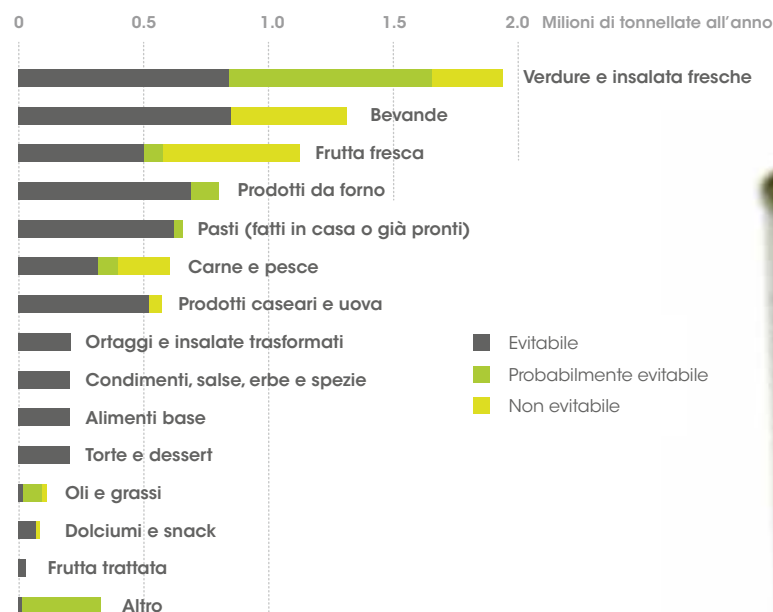 0 0.5 1.0 1.5 2.0 Milioni di tonnellate all'anno
Verdure e insalata fresche
Bevande
Frutta fresca
Prodotti da forno
Pasti (fatti in casa o già pronti)
Carne e pesce
Prodotti caseari e uova
Ortaggi e insalate trasformati
Evitabile
Condimenti, salse, erbe e spezie
Probabilmente evitabile
Alimenti base
Non evitabile
Torte e dessert
Oli e grassi
Dolciumi e snack
Frutta trattata
Altro